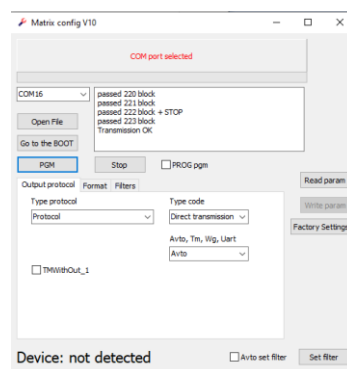 Matrix config V10
COM port selected
COM16
passed 220 block
passed 221 block
passed 222 block + STOP
passed 223 block
Transmission OK
Open File
Go to the BOOT
PGM
Stop
PROG pgm
Output protocol
Format
Filters
Read param
Write param
Factory Settings
Type protocol
Type code
Protocol
Direct transmission
Avto, Tm, Wg, Uart
Avto
TMWithOut_1
Device: not detected
Avto set filter
Set filter